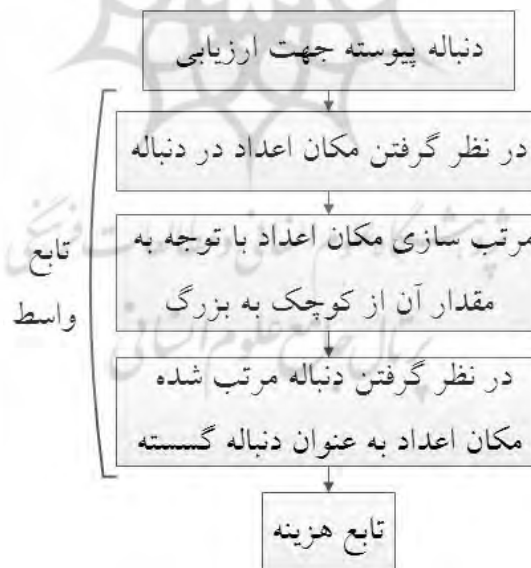 دنباله پیوسته جهت ارزیابی
در نظر گرفتن مکان اعداد در دنباله
مرتب سازی مکان اعداد با توجه به
مقدار آن از کوچک به بزرگ
در نظر گرفتن دنباله مرتب شده
مکان اعداد به عنوان دنباله گسسته
تابع
واسط
تابع هزینه